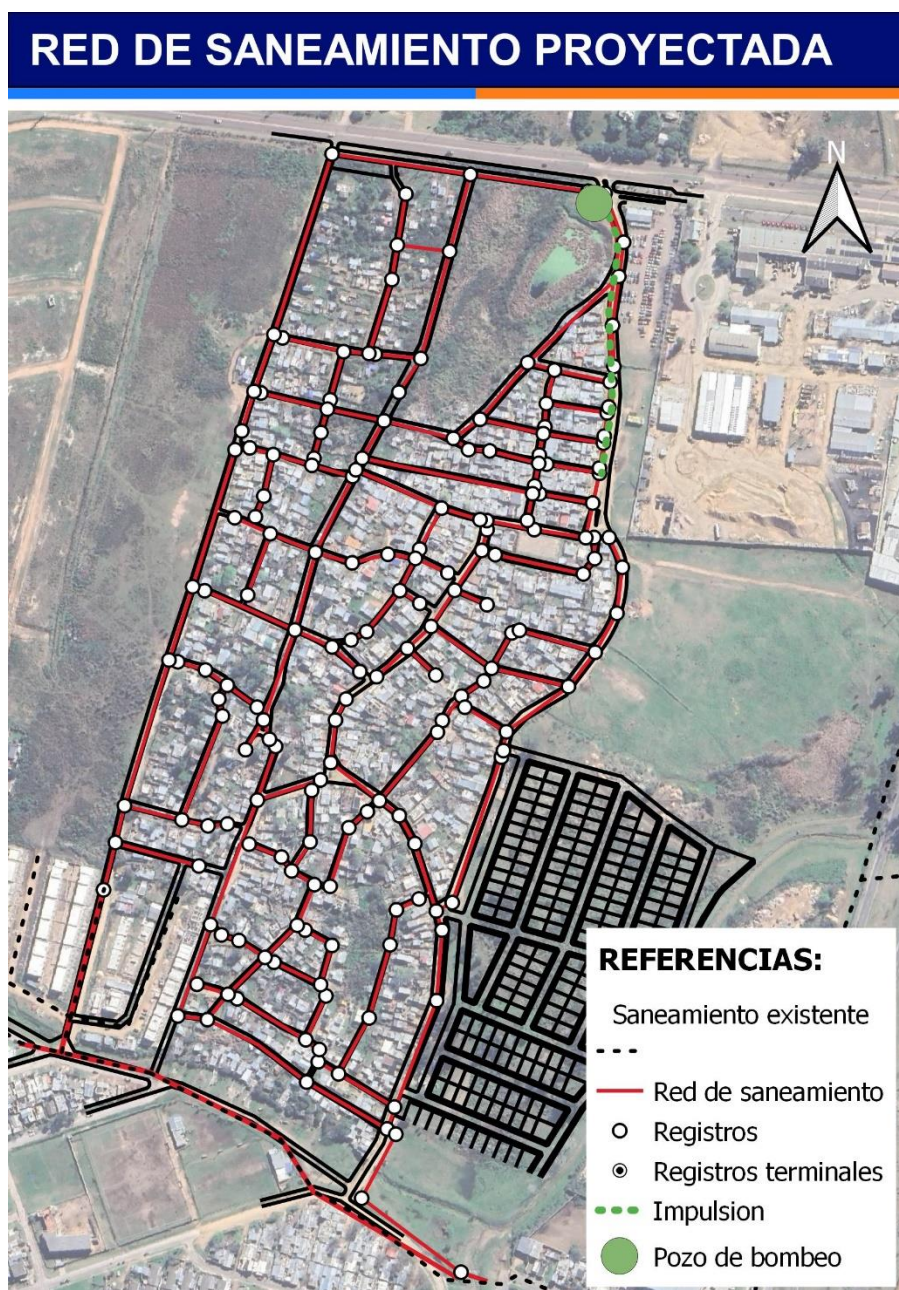 RED DE SANEAMIENTO PROYECTADA
N
REFERENCIAS:
Saneamiento existente
Red de saneamiento
Registros
Registros terminales
Impulsion
Pozo de bombeo